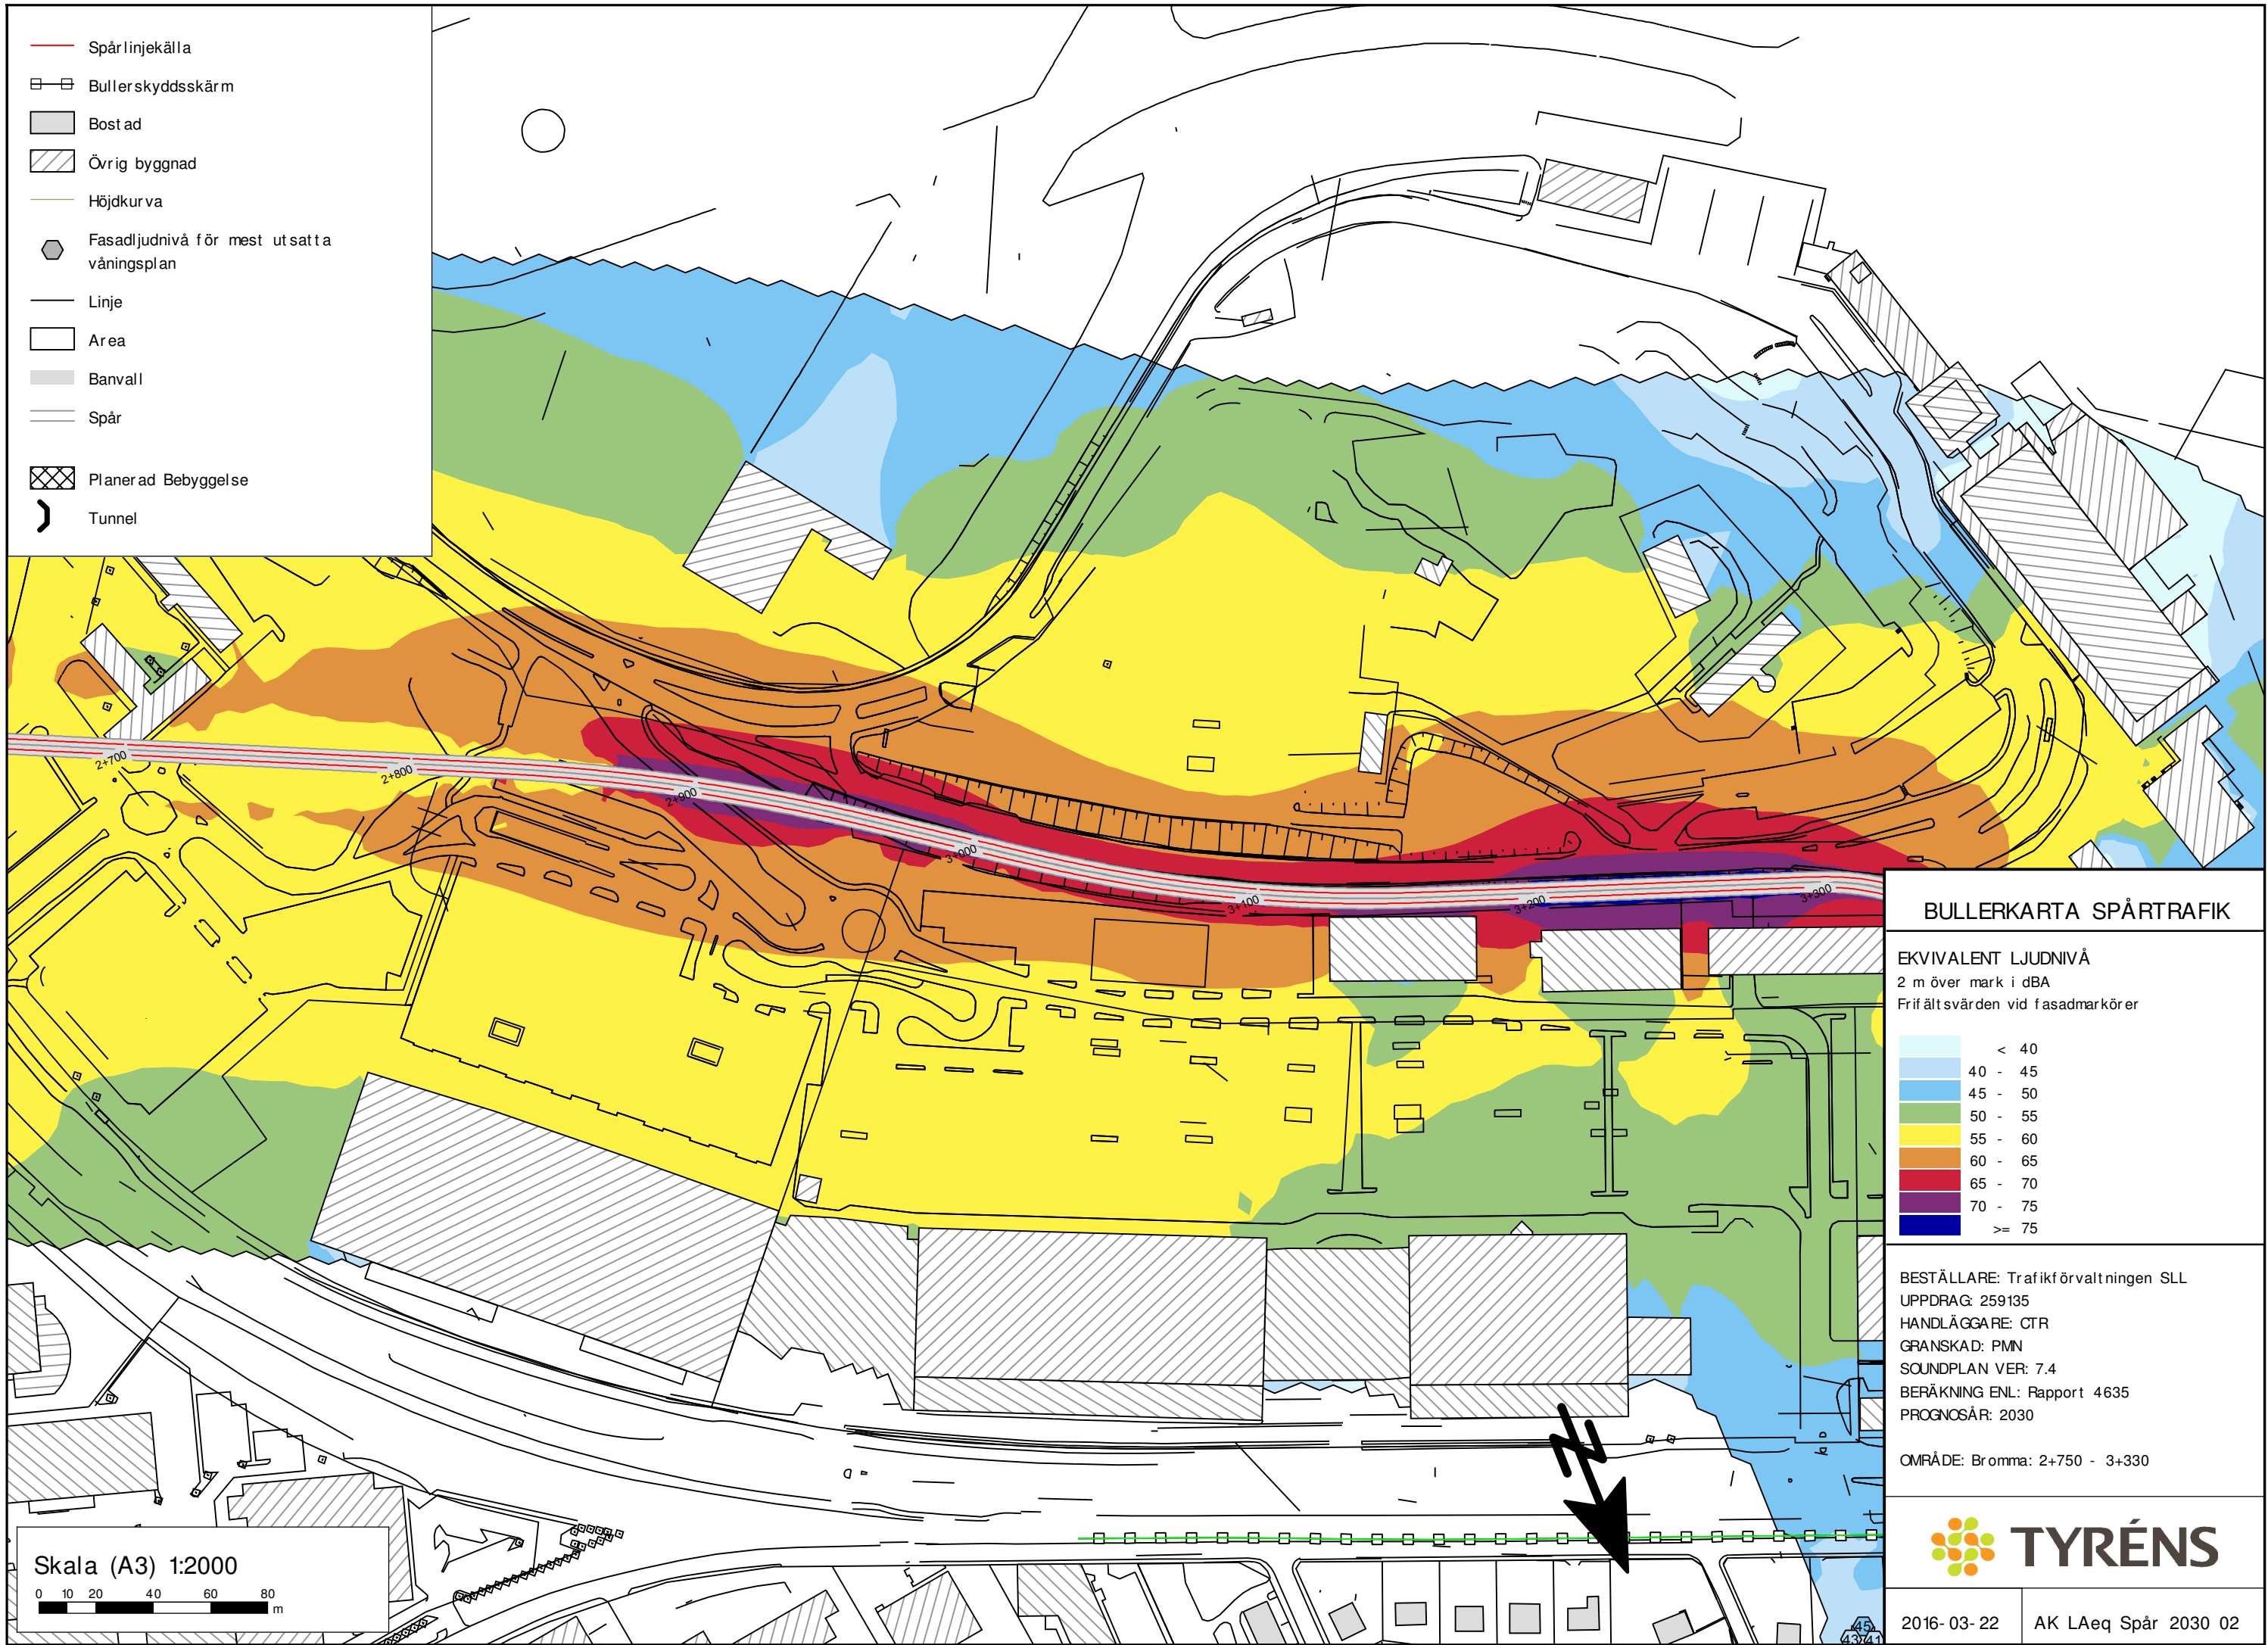 Spårlinjekälla
Bullerskyddsskärm
Bostad
Övrig byggnad
Höjdkurva
Fasadljudnivå för mest utsatta
våningsplan
Linje
Area
Banvall
Spår
Planerad Bebyggelse
Tunnel
2+700
2+800
2+900
3+000
3+100
3+200
3+300
BULLERKARTA SPÅRTRAFIK
EKVIVALENT LJUDNIVÅ
2 m över mark i dBA
Frifältsvärden vid fasadmarkörer
< 40
40 - 45
45 - 50
50 - 55
55 - 60
60 - 65
65 - 70
70 - 75
>= 75
BESTÄLLARE: Trafikförvaltningen SLL
UPPDRAG: 259135
HANDLÄGGARE: CTR
GRANSKAD: PMN
SOUNDPLAN VER: 7.4
BERÄKNING ENL: Rapport 4635
PROGNOSÅR: 2030
OMRÅDE: Bromma: 2+750 - 3+330
TYRÉNS
2016-03-22
AK LAeq Spår 2030 02
Skala (A3) 1:2000
0 10 20 40 60 80
m
45
43 41